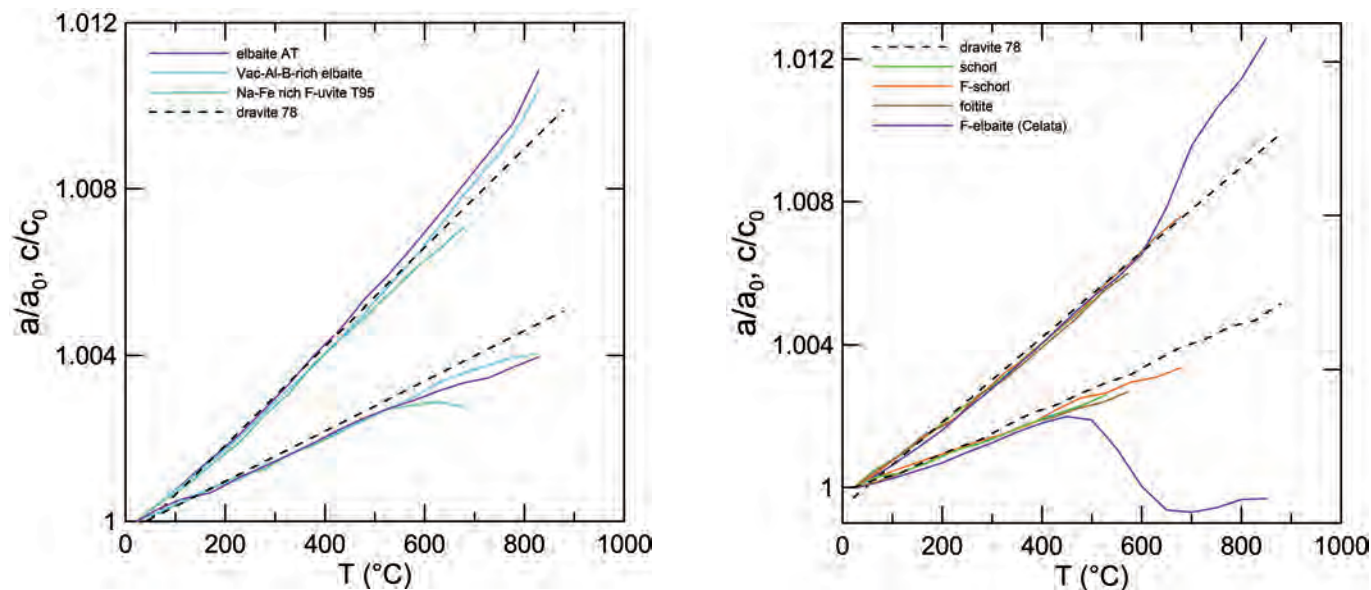 1.012
1.008
1.004
1
a/a0, c/c0
elbaite AT
Vac-Al-B-rich elbaite
Na-Fe rich F-uvite T95
dravite 78
0 200 400 600 800 1000
T (°C)
1.012
1.008
1.004
1
a/a0, c/c0
dravite 78
schorl
F-schorl
foitite
F-elbaite (Celata)
0 200 400 600 800 1000
T (°C)